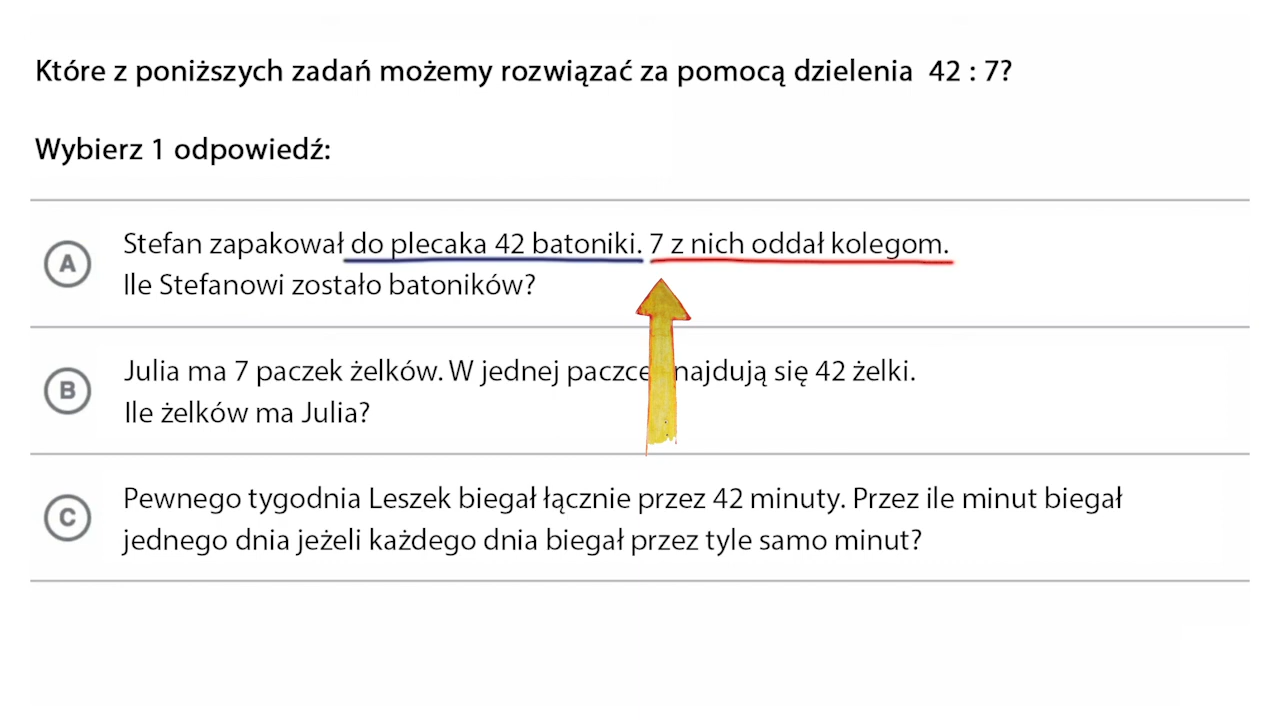 Które z poniższych zadań możemy rozwiązać za pomocą dzielenia 42 : 7?
Wybierz 1 odpowiedź:
A
Stefan zapakował do plecaka 42 batoniki. 7 z nich oddał kolegom.
Ile Stefanowi zostało batoników?
B
Julia ma 7 paczek żelków. W jednej paczce najdują się 42 żelki.
Ile żelków ma Julia?
C
Pewnego tygodnia Leszek biegał łącznie przez 42 minuty. Przez ile minut biegał
jednego dnia jeżeli każdego dnia biegał przez tyle samo minut?